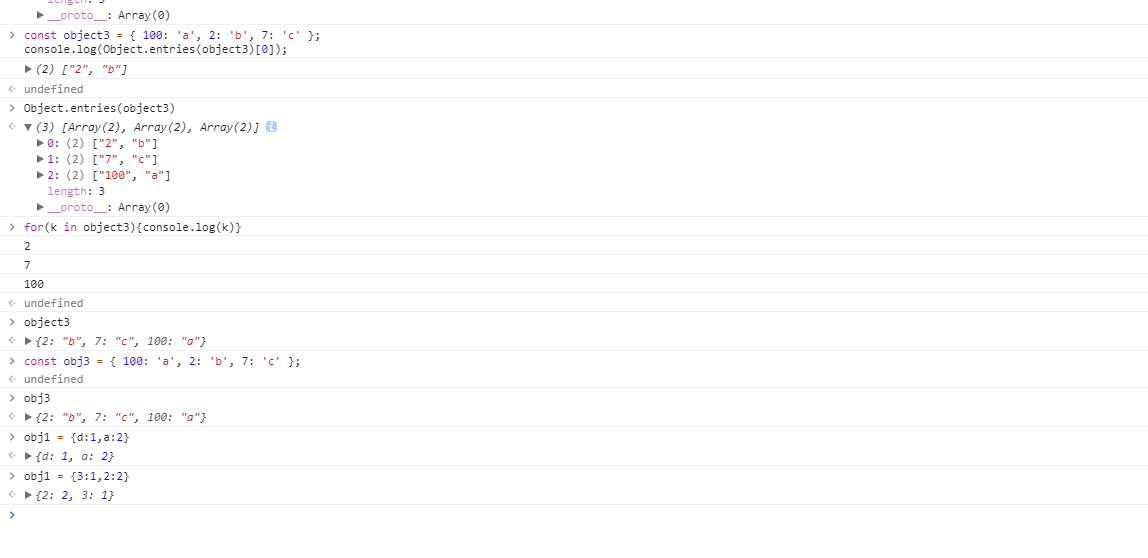 length: 3
__proto__: Array(0)
const object3 = { 100: 'a', 2: 'b', 7: 'c' };
console.log(Object.entries(object3)[0]);
(2) ["2", "b"]
undefined
Object.entries(object3)
(3) [Array(2), Array(2), Array(2)]
0: (2) ["2", "b"]
1: (2) ["7", "c"]
2: (2) ["100", "a"]
length: 3
__proto__: Array(0)
for(k in object3){console.log(k)}
2
7
100
undefined
object3
{2: "b", 7: "c", 100: "a"}
const obj3 = { 100: 'a', 2: 'b', 7: 'c' };
undefined
obj3
{2: "b", 7: "c", 100: "a"}
obj1 = {d:1,a:2}
{d: 1, a: 2}
obj1 = {3:1,2:2}
{2: 2, 3: 1}